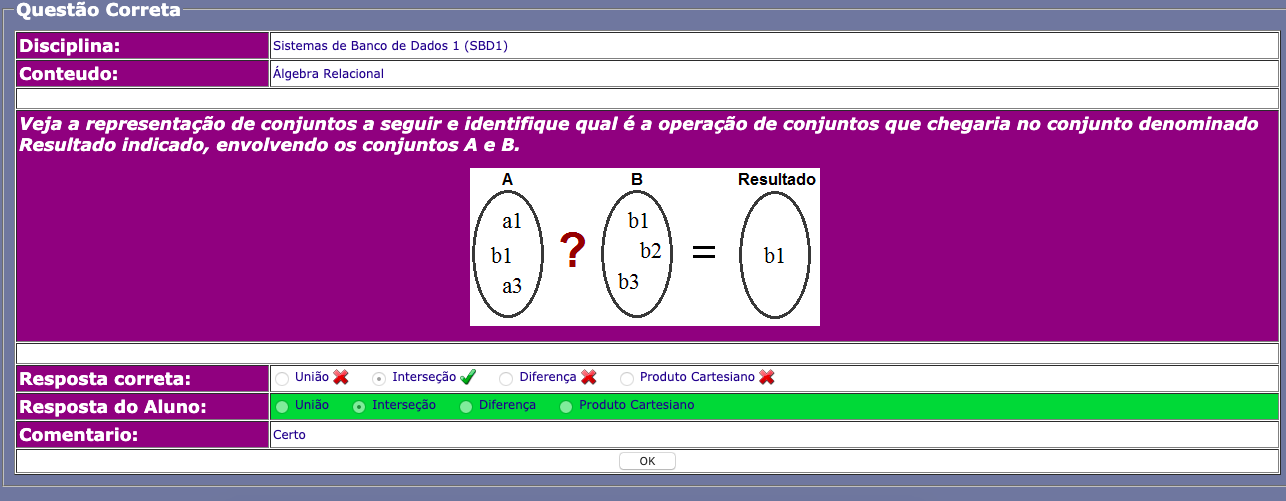 Questão Correta
Disciplina: Sistemas de Banco de Dados 1 (SBD1)
Conteudo: Álgebra Relacional
Veja a representação de conjuntos a seguir e identifique qual é a operação de conjuntos que chegaria no conjunto denominado
Resultado indicado, envolvendo os conjuntos A e B.
A B Resultado
a1 b1
b1 ? b2 = b1
a3 b3
Resposta correta: União Interseção Diferença Produto Cartesiano
Resposta do Aluno: União Interseção Diferença Produto Cartesiano
Comentario: Certo
OK